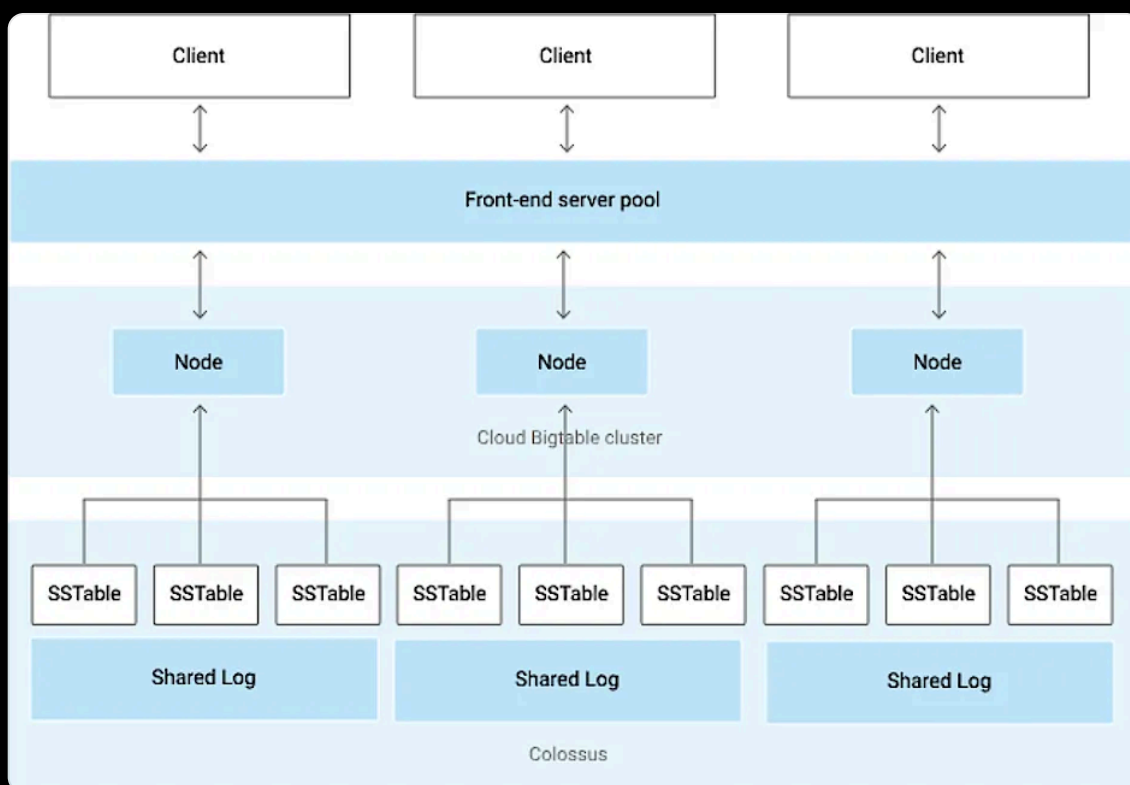 Client
Client
Client
Front-end server pool
Node
Node
Node
Cloud Bigtable cluster
SSTable
SSTable
SSTable
SSTable
SSTable
SSTable
SSTable
SSTable
SSTable
Shared Log
Shared Log
Shared Log
Colossus